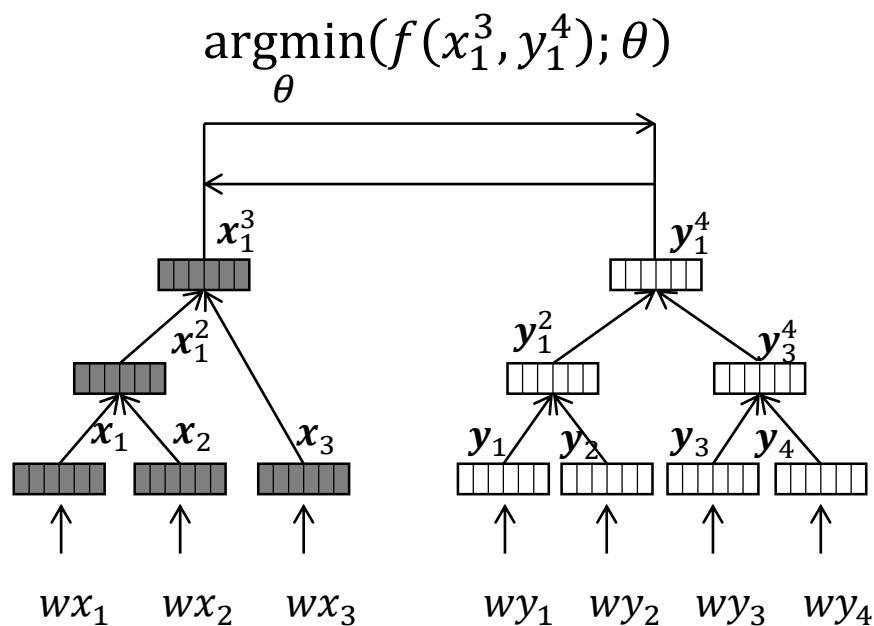 argmin(f(x₁³, y₁⁴); θ)
θ
x₁³ y₁⁴
x₁² y₁² y₃⁴
x₁ x₂ x₃ y₁ y₂ y₃ y₄
wx₁ wx₂ wx₃ wy₁ wy₂ wy₃ wy₄